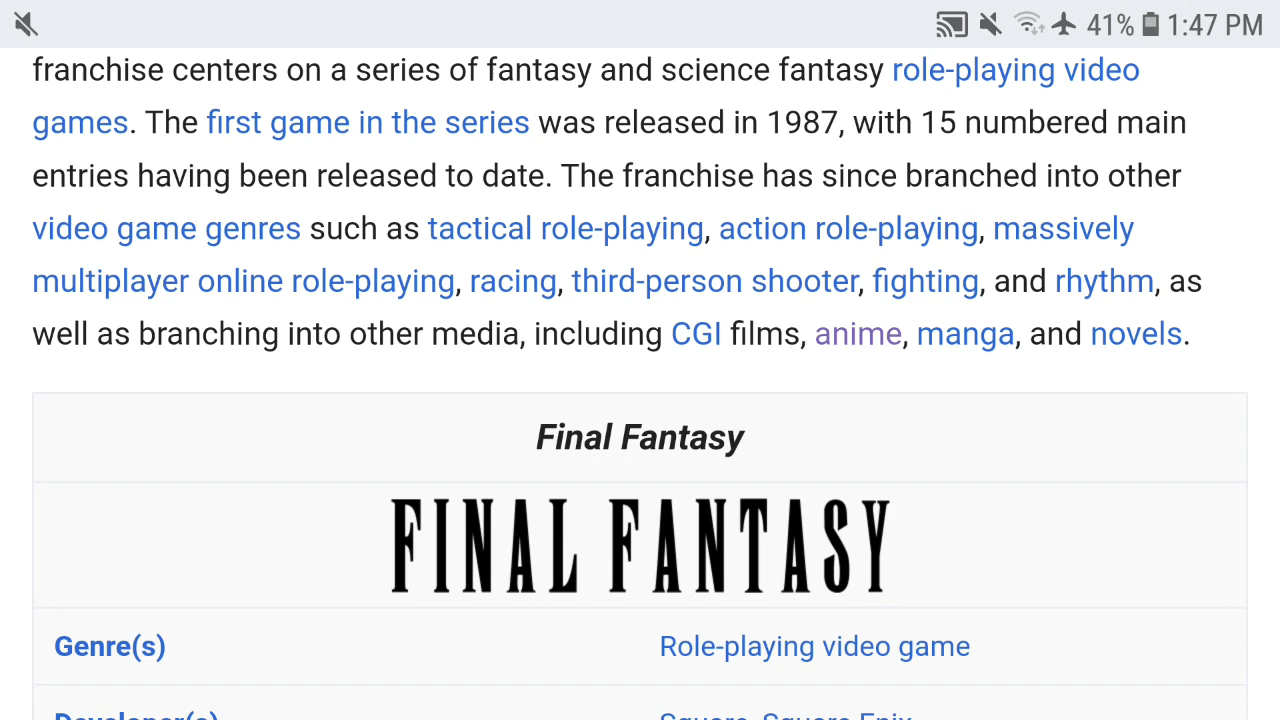 41% 1:47 PM
franchise centers on a series of fantasy and science fantasy role-playing video
games. The first game in the series was released in 1987, with 15 numbered main
entries having been released to date. The franchise has since branched into other
video game genres such as tactical role-playing, action role-playing, massively
multiplayer online role-playing, racing, third-person shooter, fighting, and rhythm, as
well as branching into other media, including CGI films, anime, manga, and novels.
Final Fantasy
FINAL FANTASY
Genre(s) Role-playing video game
Developer(s) Square, Square Enix